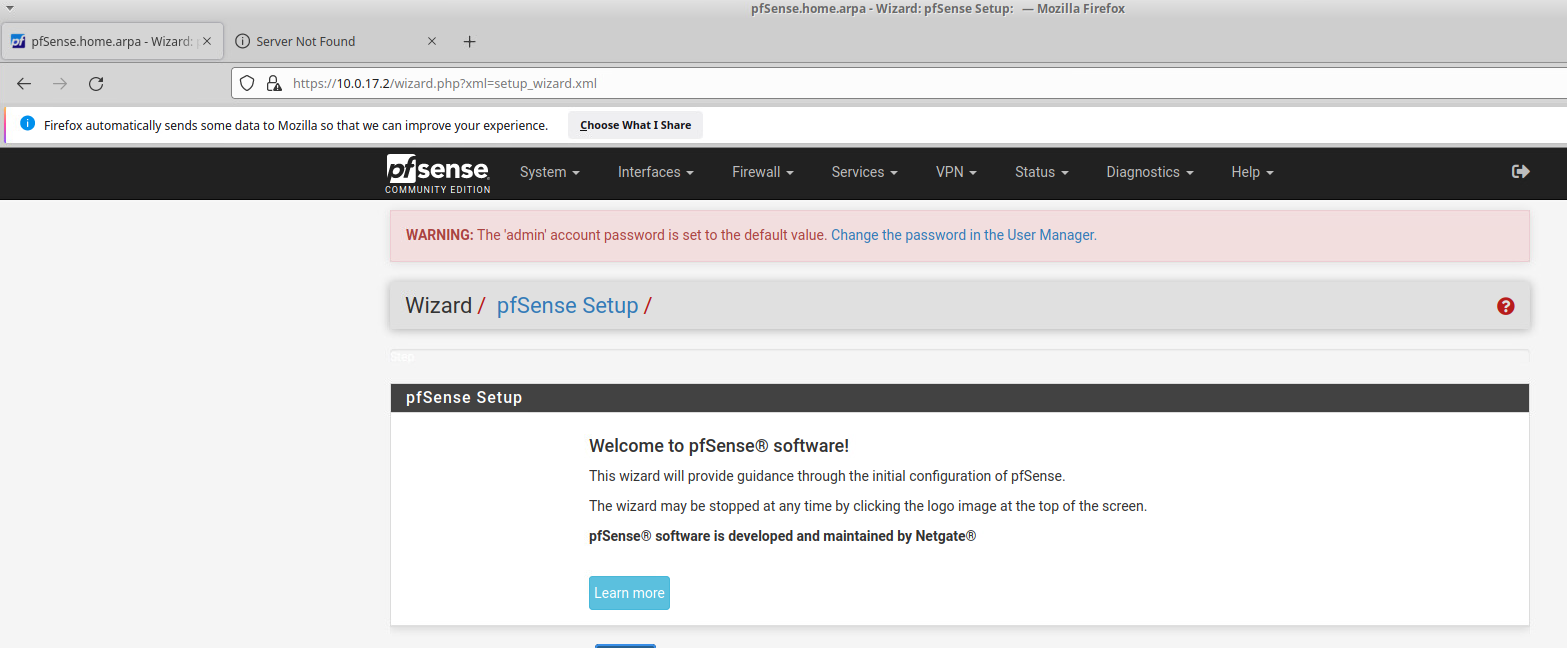 pfSense.home.arpa - Wizard: pfSense Setup: — Mozilla Firefox
pfSense.home.arpa - Wizard:
Server Not Found
https://10.0.17.2/wizard.php?xml=setup_wizard.xml
Firefox automatically sends some data to Mozilla so that we can improve your experience. Choose What I Share
pfsense
COMMUNITY EDITION
System Interfaces Firewall Services VPN Status Diagnostics Help
WARNING: The 'admin' account password is set to the default value. Change the password in the User Manager.
Wizard / pfSense Setup /
Step
pfSense Setup
Welcome to pfSense® software!
This wizard will provide guidance through the initial configuration of pfSense.
The wizard may be stopped at any time by clicking the logo image at the top of the screen.
pfSense® software is developed and maintained by Netgate®
Learn more